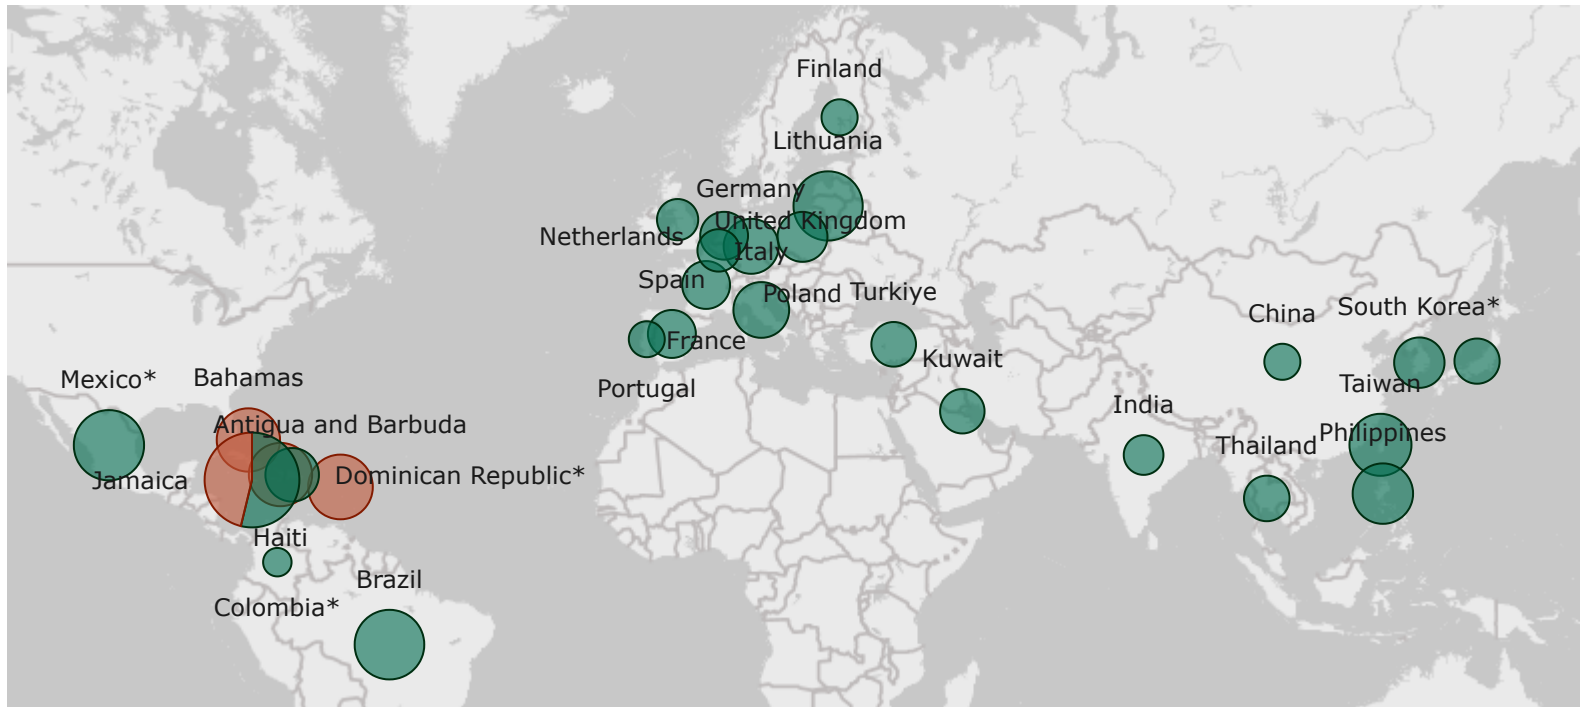 Finland
Lithuania
Germany
United Kingdom
Netherlands
Italy
Spain
Poland
Turkiye
France
Portugal
Kuwait
China
South Korea*
Taiwan
India
Philippines
Thailand
Mexico*
Bahamas
Antigua and Barbuda
Jamaica
Dominican Republic*
Haiti
Brazil
Colombia*